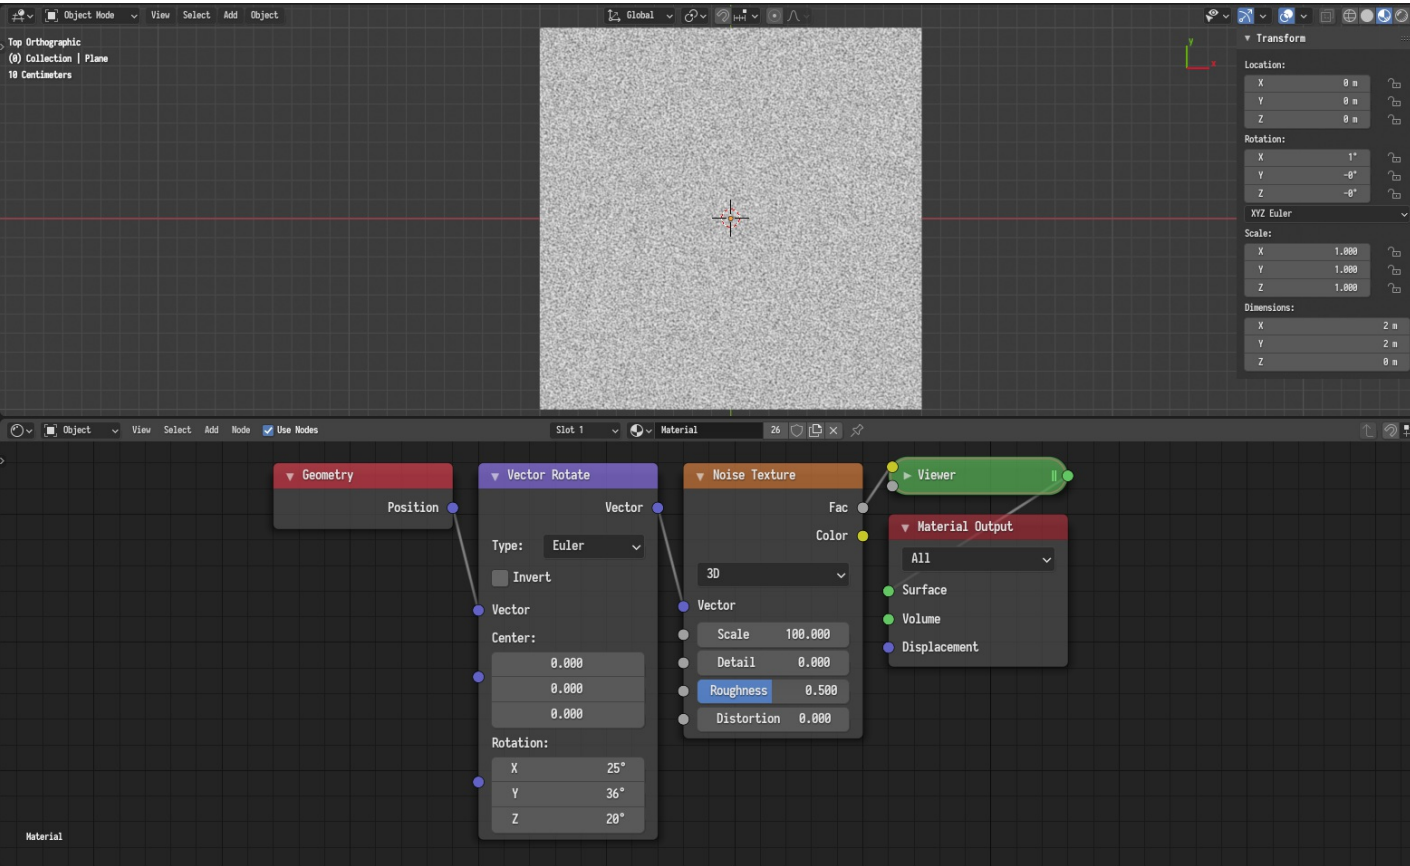 Object Mode View Select Add Object Global
Top Orthographic
(0) Collection | Plane
10 Centimeters
Y
X
Transform
Location:
X 0 m
Y 0 m
Z 0 m
Rotation:
X 1°
Y -0°
Z -0°
XYZ Euler
Scale:
X 1.000
Y 1.000
Z 1.000
Dimensions:
X 2 m
Y 2 m
Z 0 m
Object View Select Add Node Use Nodes Slot 1 Material 26
Geometry
Position
Vector Rotate
Vector
Type: Euler
Invert
Vector
Center:
0.000
0.000
0.000
Rotation:
X 25°
Y 36°
Z 20°
Noise Texture
Fac
Color
3D
Vector
Scale 100.000
Detail 0.000
Roughness 0.500
Distortion 0.000
Viewer
Material Output
All
Surface
Volume
Displacement
Material